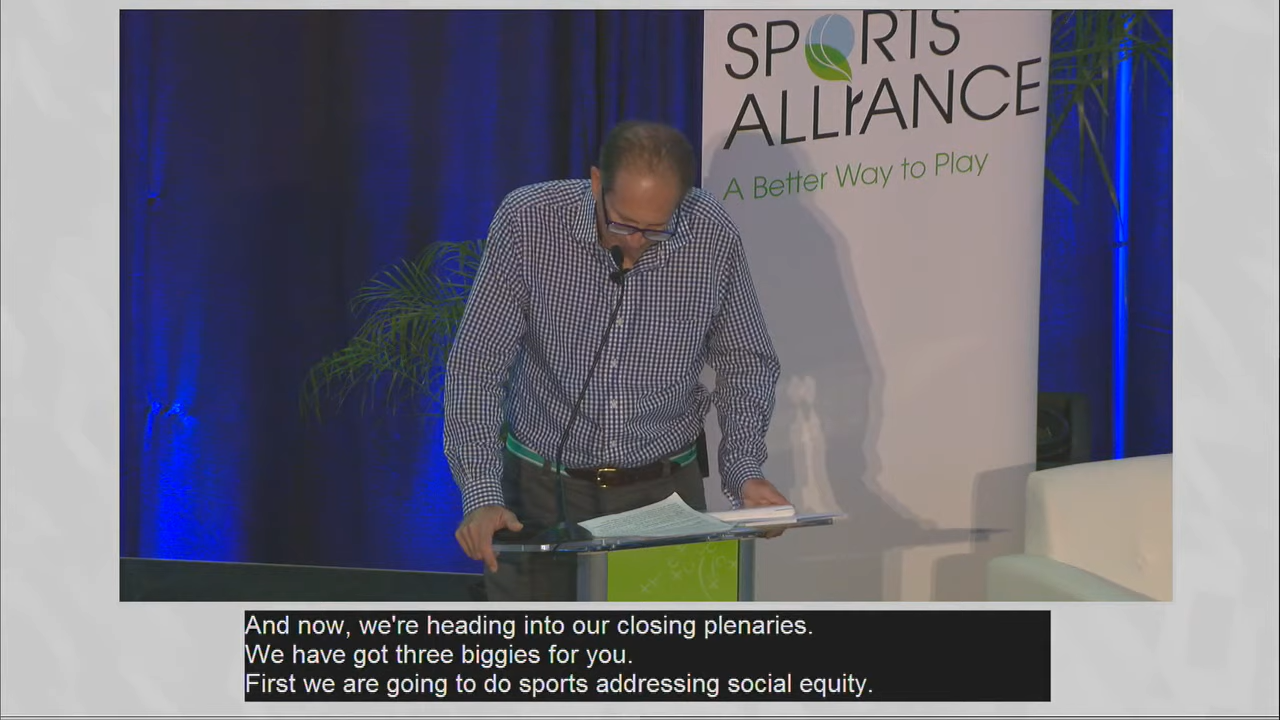 SPORTS
ALLIANCE
A Better Way to Play
And now, we're heading into our closing plenaries.
We have got three biggies for you.
First we are going to do sports addressing social equity.